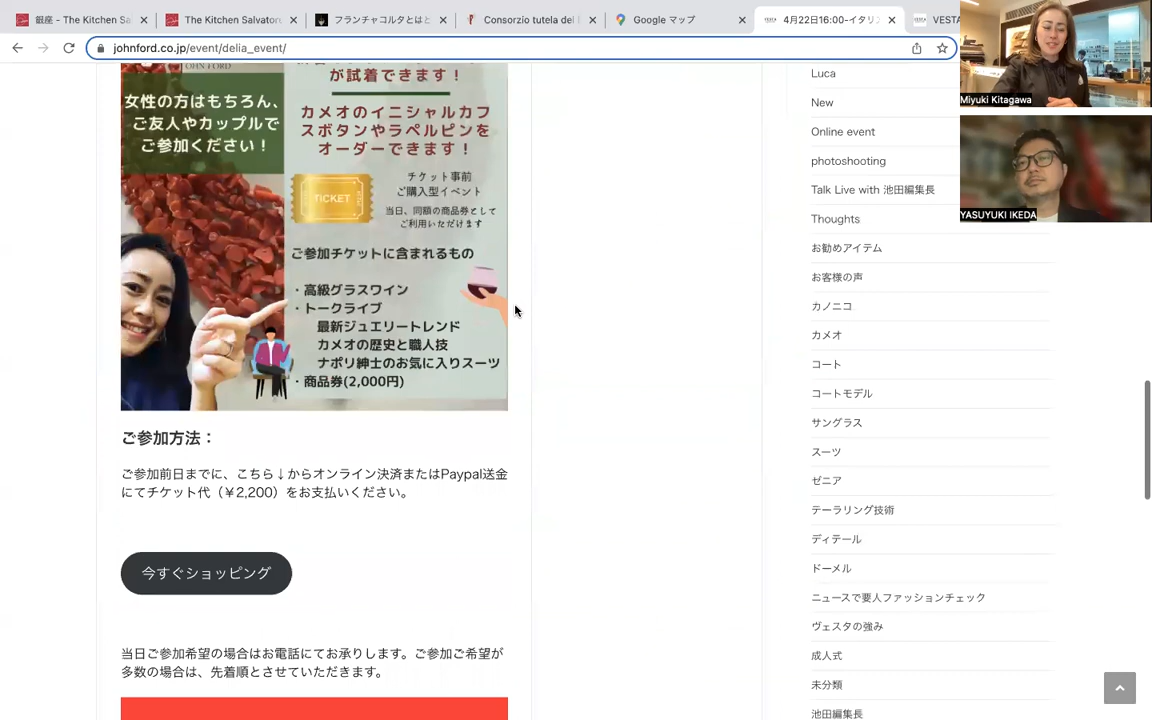 銀座 - The Kitchen Sa
The Kitchen Salvatore
フランチャコルタとはと
Consorzio tutela del
Google マップ
4月22日16:00-イタリ
VESTA
johnford.co.jp/event/delia_event/
Miyuki Kitagawa
YASUYUKI IKEDA
JOHN FORD
が試着できます！
女性の方はもちろん、
ご友人やカップルで
ご参加ください！
カメオのイニシャルカフ
スボタンやラペルピンを
オーダーできます！
TICKET
チケット事前
ご購入型イベント
当日、同額の商品券として
ご利用いただけます
ご参加チケットに含まれるもの
・高級グラスワイン
・トークライブ
最新ジュエリートレンド
カメオの歴史と職人技
ナポリ紳士のお気に入りスーツ
・商品券(2,000円)
ご参加方法：
ご参加前日までに、こちら↓からオンライン決済またはPaypal送金
にてチケット代（￥2,200）をお支払いください。
今すぐショッピング
当日ご参加希望の場合はお電話にてお承りします。ご参加ご希望が
多数の場合は、先着順とさせていただきます。
Luca
New
Online event
photoshooting
Talk Live with 池田編集長
Thoughts
お勧めアイテム
お客様の声
カノニコ
カメオ
コート
コートモデル
サングラス
スーツ
ゼニア
テーラリング技術
ディテール
ドーメル
ニュースで要人ファッションチェック
ヴェスタの強み
成人式
未分類
池田編集長